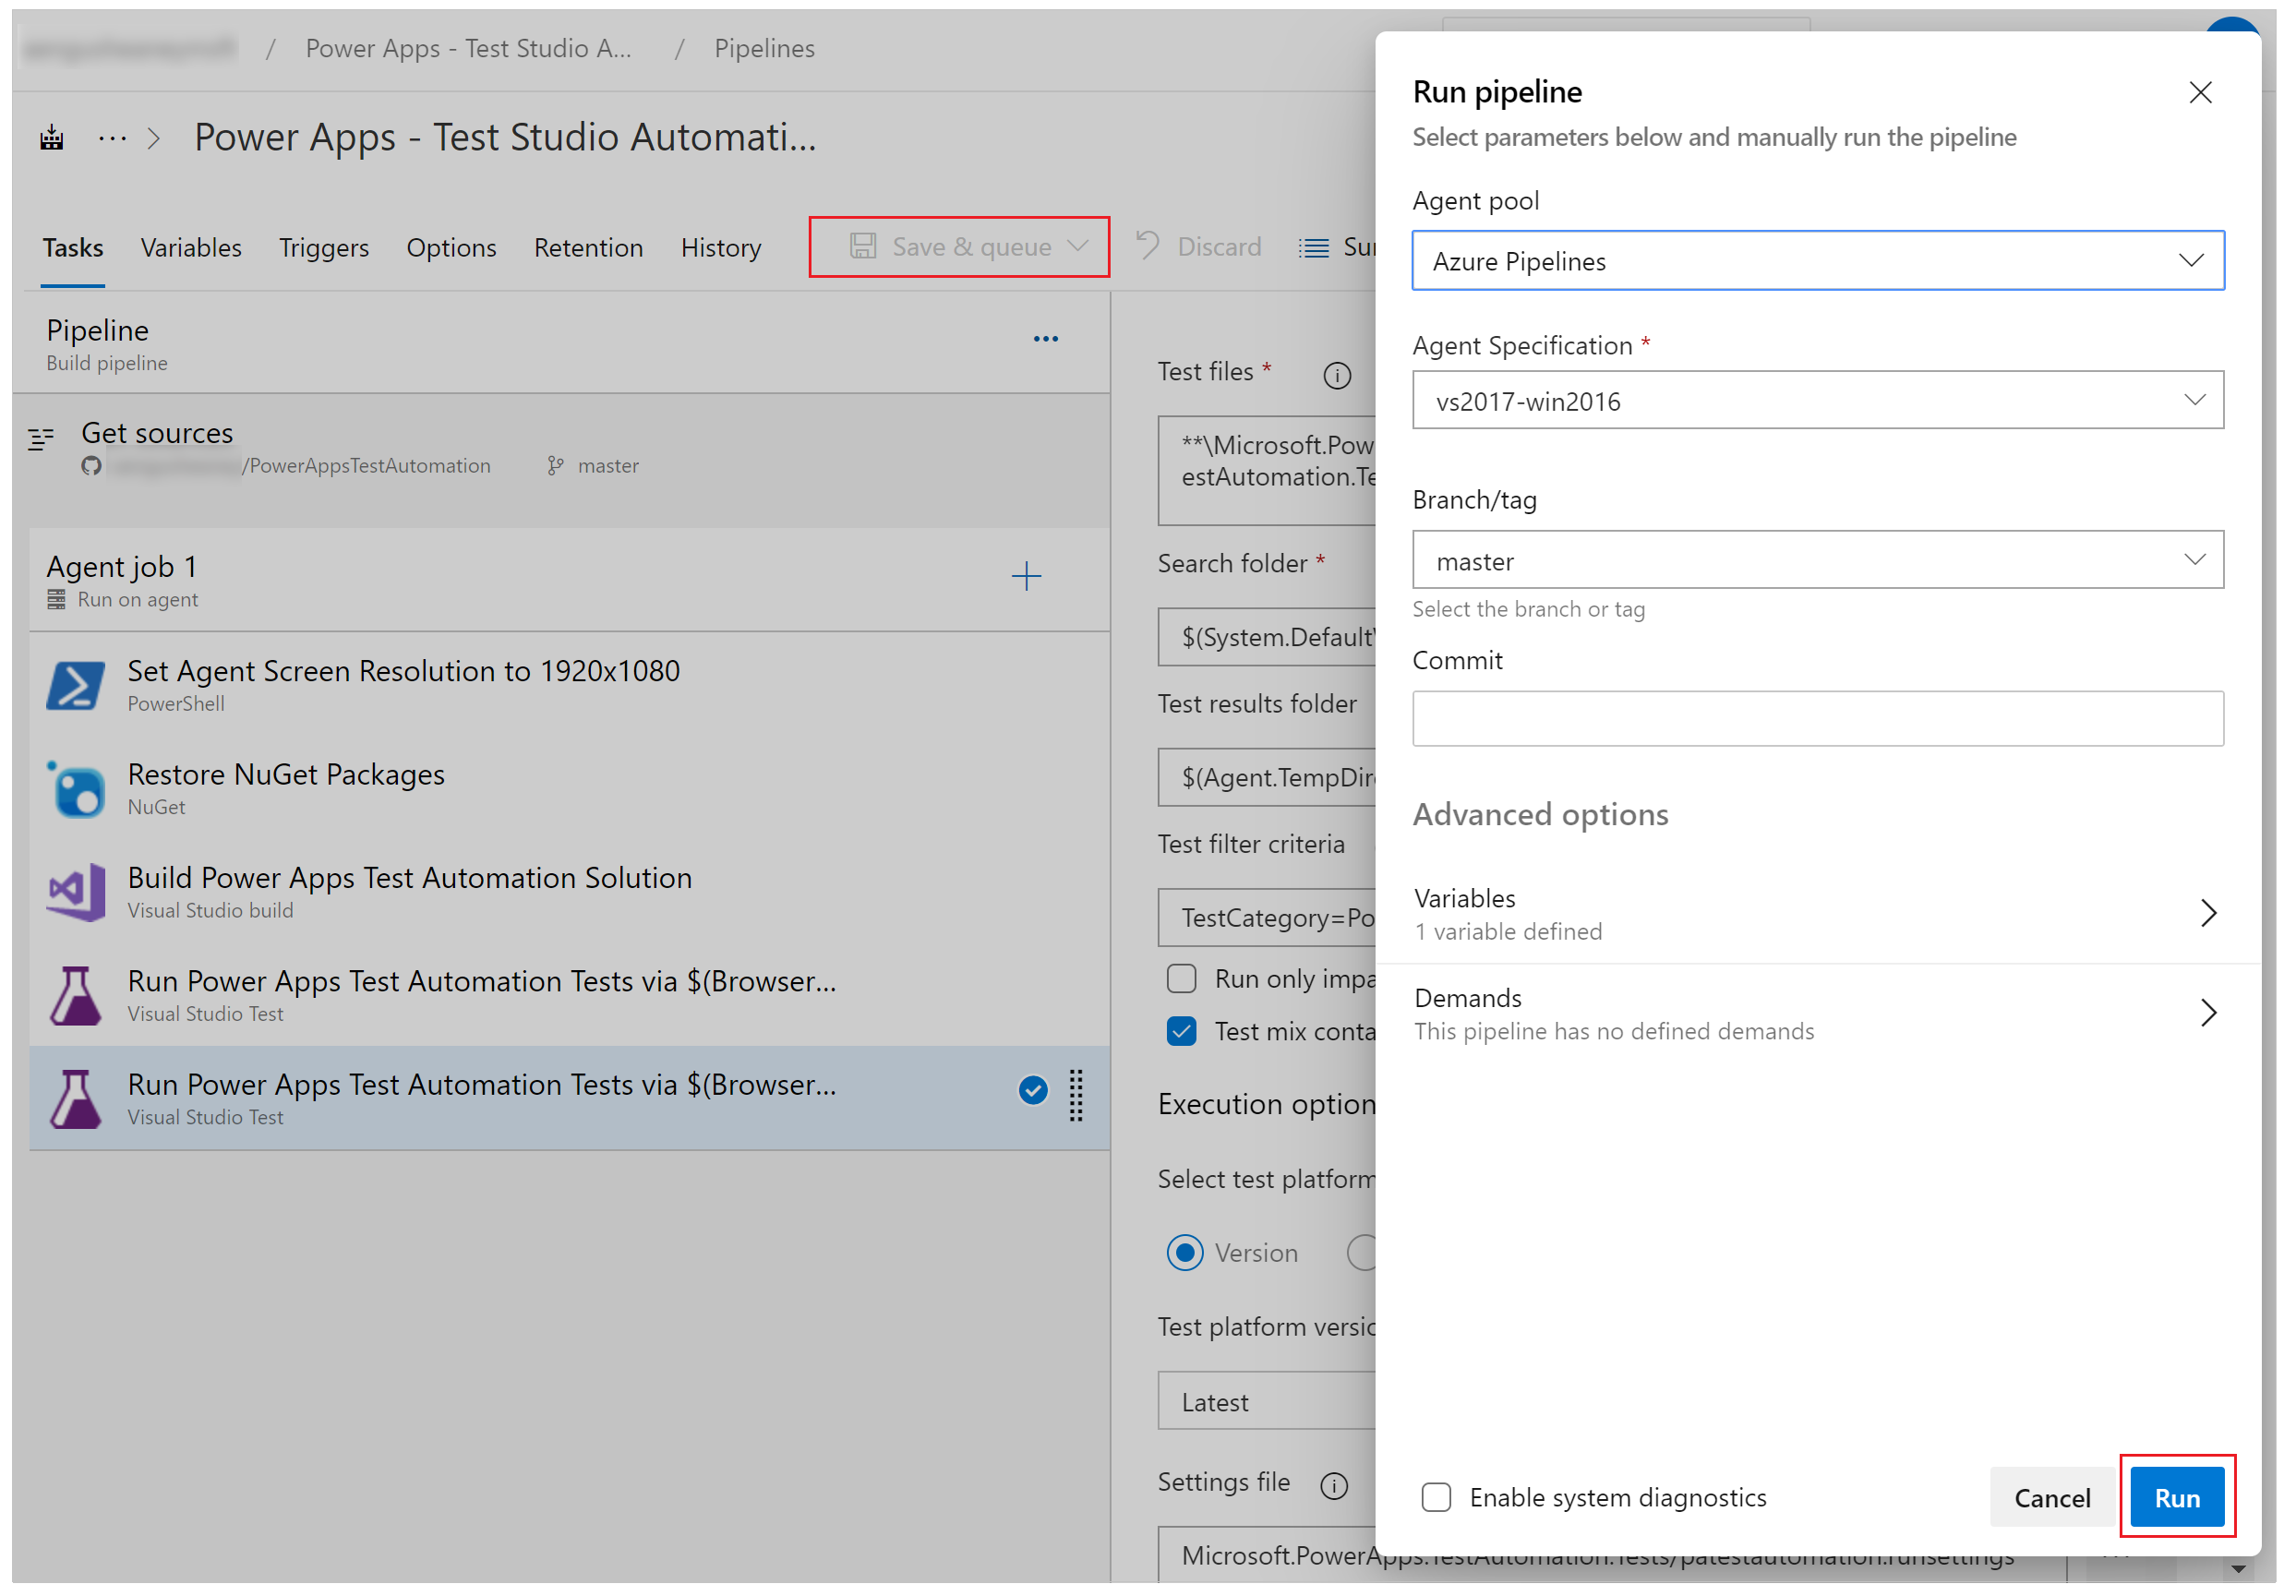 / Power Apps - Test Studio A... / Pipelines
... > Power Apps - Test Studio Automati...
Tasks Variables Triggers Options Retention History Save & queue Discard
Pipeline
Build pipeline
Get sources
/PowerAppsTestAutomation master
Agent job 1
Run on agent
Set Agent Screen Resolution to 1920x1080
PowerShell
Restore NuGet Packages
NuGet
Build Power Apps Test Automation Solution
Visual Studio build
Run Power Apps Test Automation Tests via $(Browser...
Visual Studio Test
Run Power Apps Test Automation Tests via $(Browser...
Visual Studio Test
Test files *
**\Microsoft.Pow
estAutomation.Te
Search folder *
$(System.Default
Test results folder
$(Agent.TempDir
Test filter criteria
TestCategory=Po
Run only impa
Test mix conta
Execution option
Select test platform
Version
Test platform versio
Latest
Settings file
Microsoft.PowerApps.TestAutomation.Tests/patestautomation.runsettings
Run pipeline
Select parameters below and manually run the pipeline
Agent pool
Azure Pipelines
Agent Specification *
vs2017-win2016
Branch/tag
master
Select the branch or tag
Commit
Advanced options
Variables
1 variable defined
Demands
This pipeline has no defined demands
Enable system diagnostics
Cancel Run